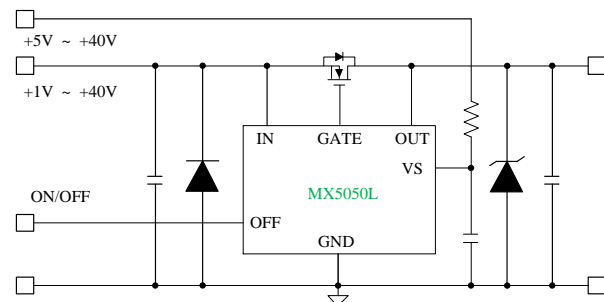 +5V ~ +40V
+1V ~ +40V
IN GATE OUT
VS
MX5050L
ON/OFF
OFF
GND